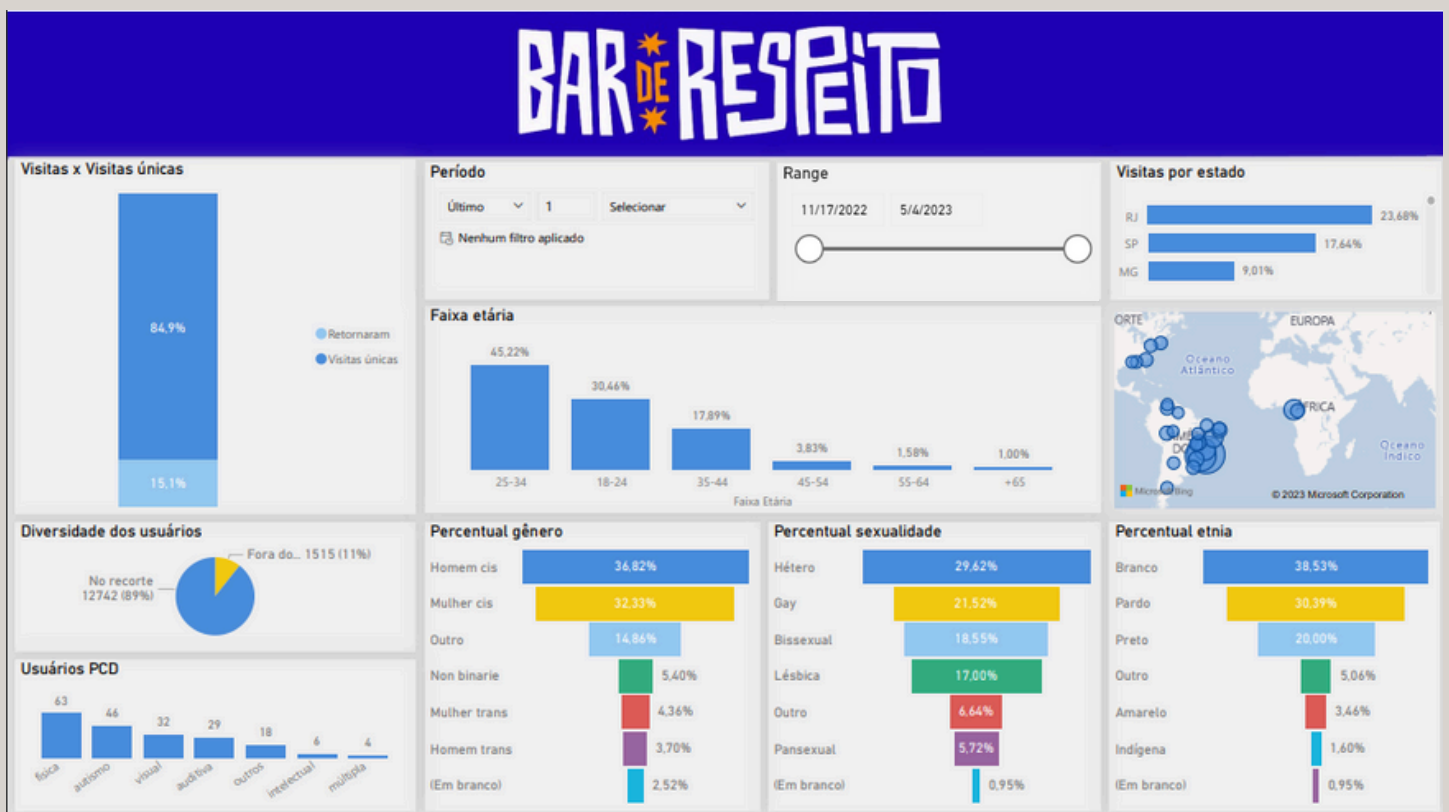 BAR DE RESPEITO
Visitas x Visitas únicas
84,9%
15,1%
Retornaram
Visitas únicas
Período
Último 1 Selecionar
Nenhum filtro aplicado
Range
11/17/2022 5/4/2023
Visitas por estado
RJ 23,68%
SP 17,64%
MG 9,01%
Faixa etária
45,22%
30,46%
17,89%
3,83%
1,58%
1,00%
25-34 18-24 35-44 45-54 55-64 +65
Faixa Etária
ORTE
EUROPA
Oceano
Atlântico
FRICA
DO
Oceano
Índico
Bing
© 2023 Microsoft Corporation
Diversidade dos usuários
Fora do... 1515 (11%)
No recorte
12742 (89%)
Usuários PCD
63 46 32 29 18 6 4
física autismo visual auditiva outros intelectual múltipla
Percentual gênero
Homem cis 36,82%
Mulher cis 32,33%
Outro 14,86%
Non binarie 5,40%
Mulher trans 4,36%
Homem trans 3,70%
(Em branco) 2,52%
Percentual sexualidade
Hétero 29,62%
Gay 21,52%
Bissexual 18,55%
Lésbica 17,00%
Outro 6,64%
Pansexual 5,72%
(Em branco) 0,95%
Percentual etnia
Branco 38,53%
Pardo 30,39%
Preto 20,00%
Outro 5,06%
Amarelo 3,46%
Indígena 1,60%
(Em branco) 0,95%